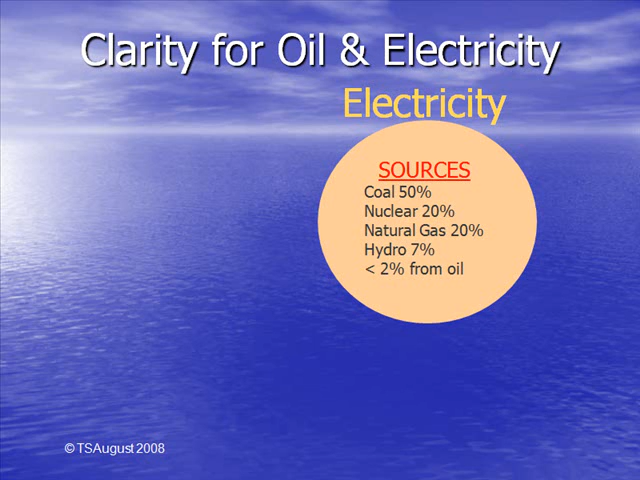 Clarity for Oil & Electricity
Electricity
SOURCES
Coal 50%
Nuclear 20%
Natural Gas 20%
Hydro 7%
< 2% from oil
© TSAugust 2008